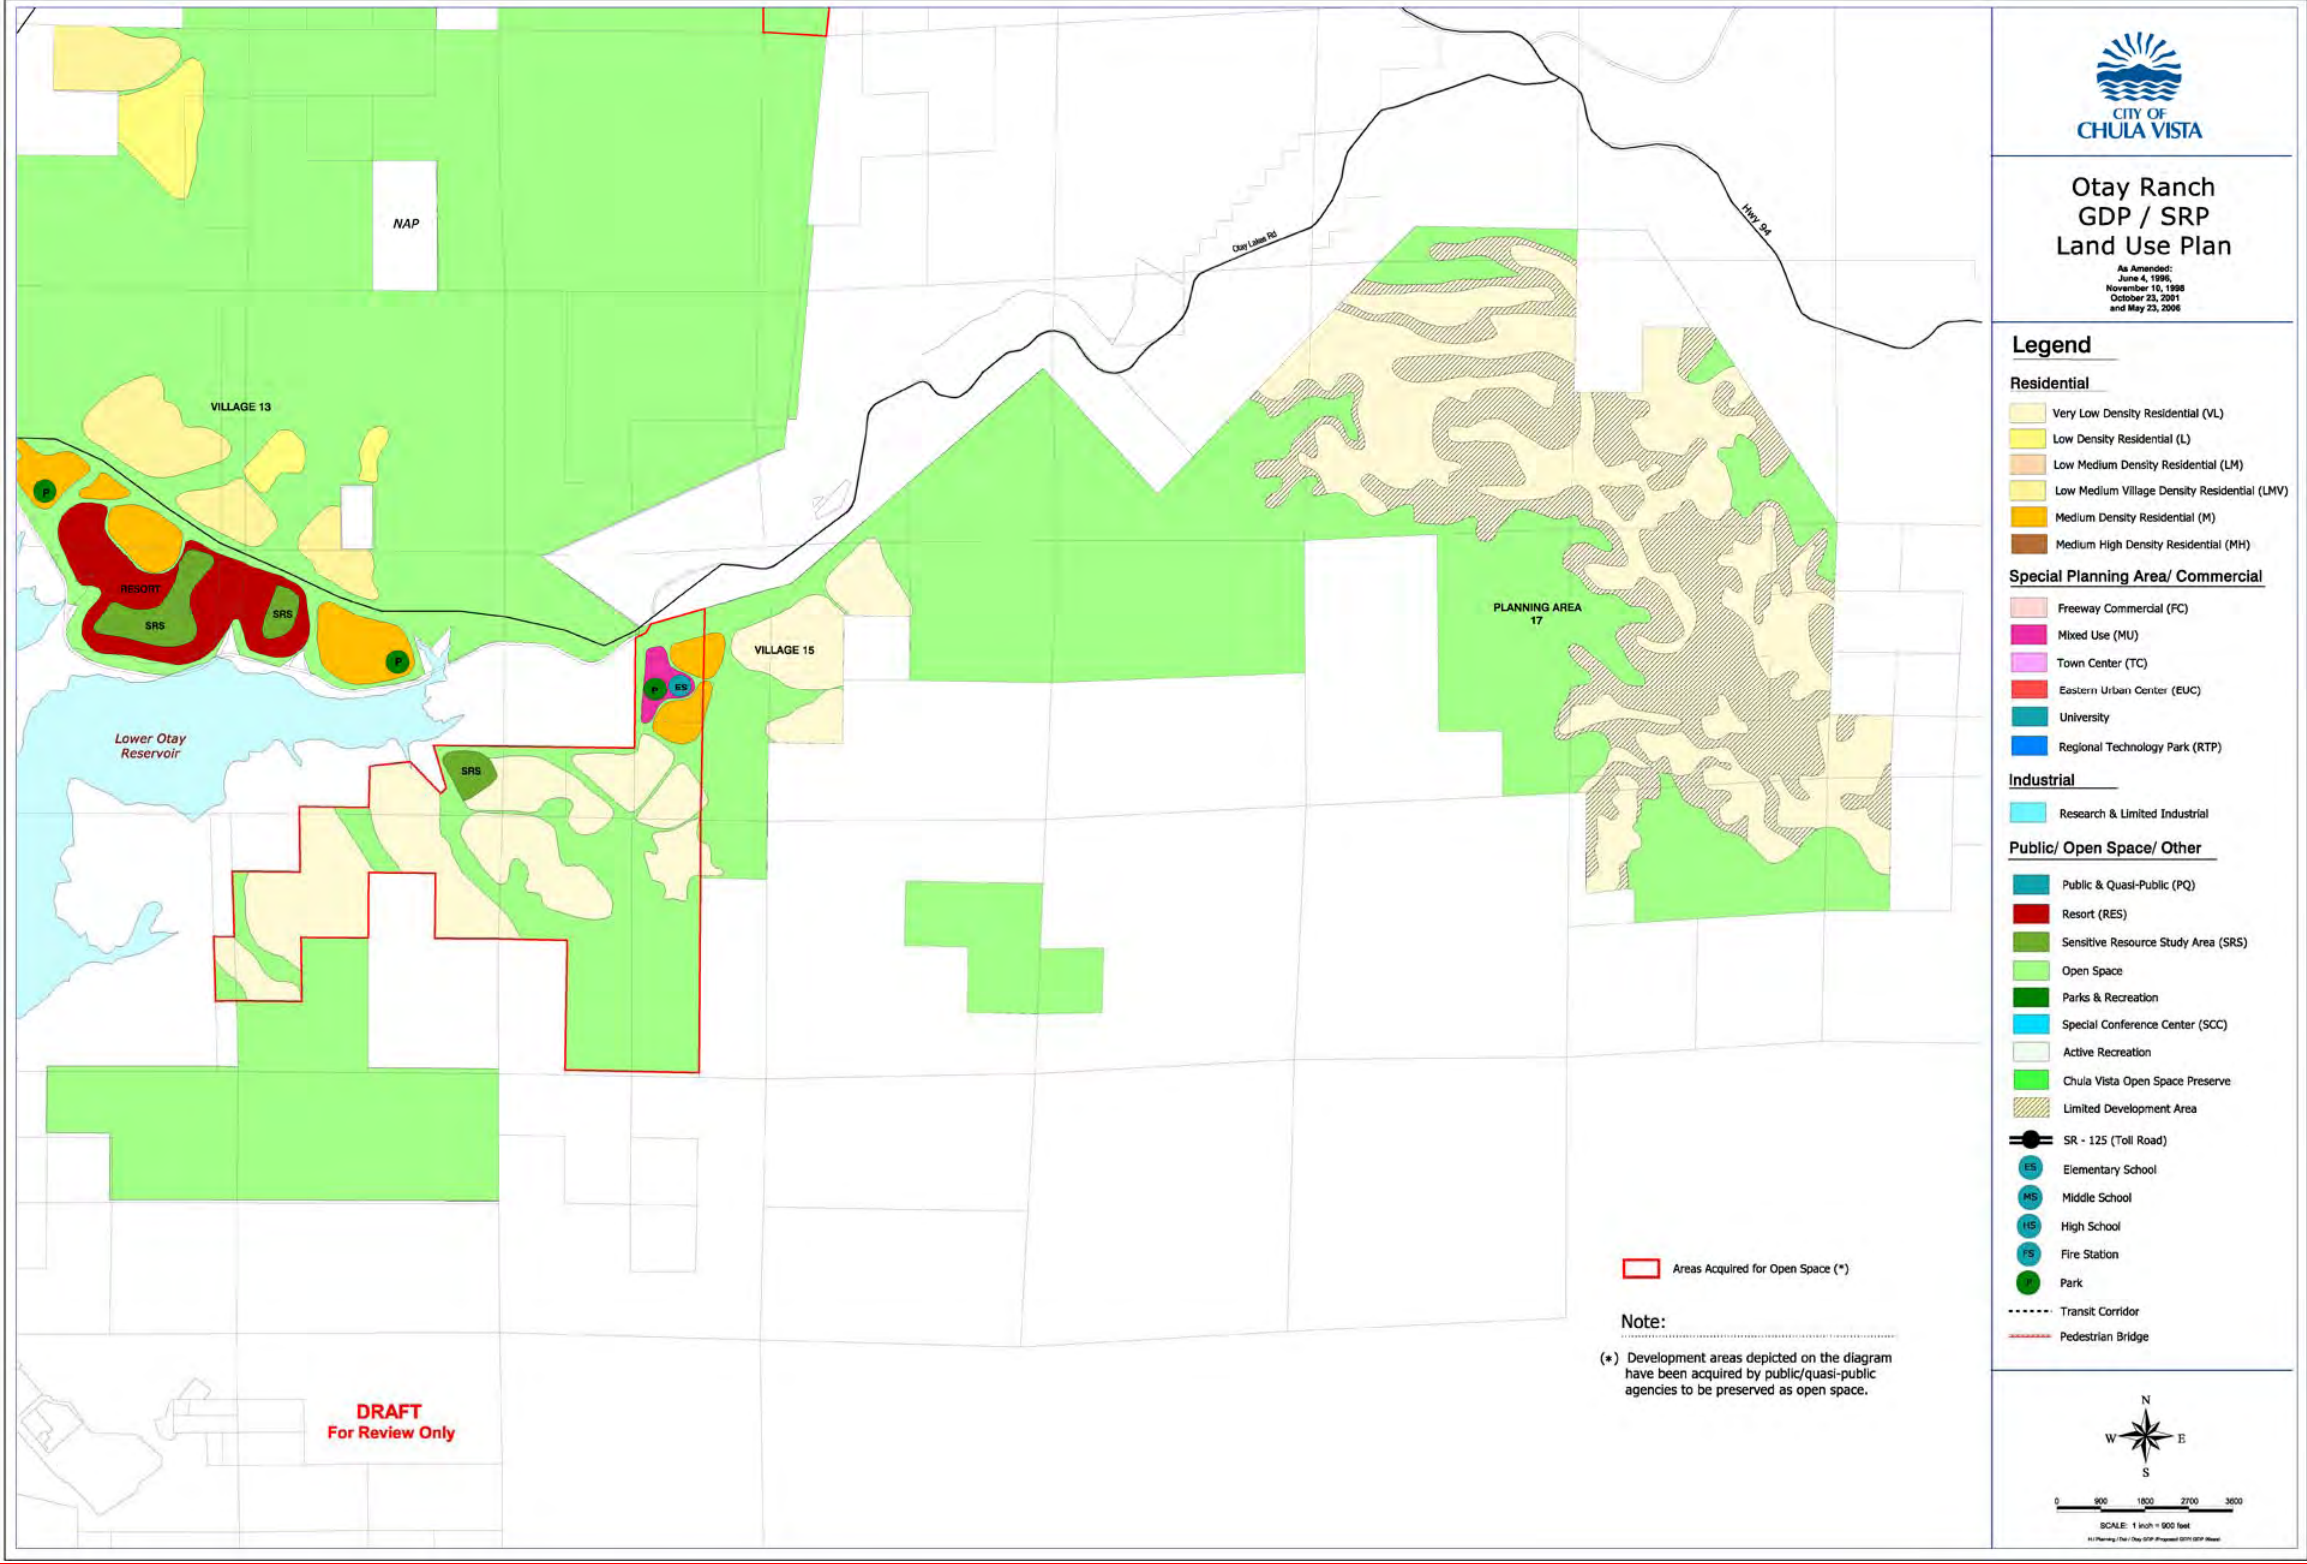 NAP
Otay Lakes Rd
Hwy 94
VILLAGE 13
P
RESORT
SRS
SRS
P
PLANNING AREA
17
VILLAGE 15
P
ES
Lower Otay
Reservoir
SRS
Areas Acquired for Open Space (*)
Note:
(*) Development areas depicted on the diagram
have been acquired by public/quasi-public
agencies to be preserved as open space.
DRAFT
For Review Only
CITY OF
CHULA VISTA
Otay Ranch
GDP / SRP
Land Use Plan
As Amended:
June 4, 1996,
November 10, 1998
October 23, 2001
and May 23, 2006
Legend
Residential
Very Low Density Residential (VL)
Low Density Residential (L)
Low Medium Density Residential (LM)
Low Medium Village Density Residential (LMV)
Medium Density Residential (M)
Medium High Density Residential (MH)
Special Planning Area/ Commercial
Freeway Commercial (FC)
Mixed Use (MU)
Town Center (TC)
Eastern Urban Center (EUC)
University
Regional Technology Park (RTP)
Industrial
Research & Limited Industrial
Public/ Open Space/ Other
Public & Quasi-Public (PQ)
Resort (RES)
Sensitive Resource Study Area (SRS)
Open Space
Parks & Recreation
Special Conference Center (SCC)
Active Recreation
Chula Vista Open Space Preserve
Limited Development Area
SR - 125 (Toll Road)
ES Elementary School
MS Middle School
HS High School
FS Fire Station
P Park
Transit Corridor
Pedestrian Bridge
N
W E
S
0 900 1800 2700 3600
SCALE: 1 inch = 900 feet